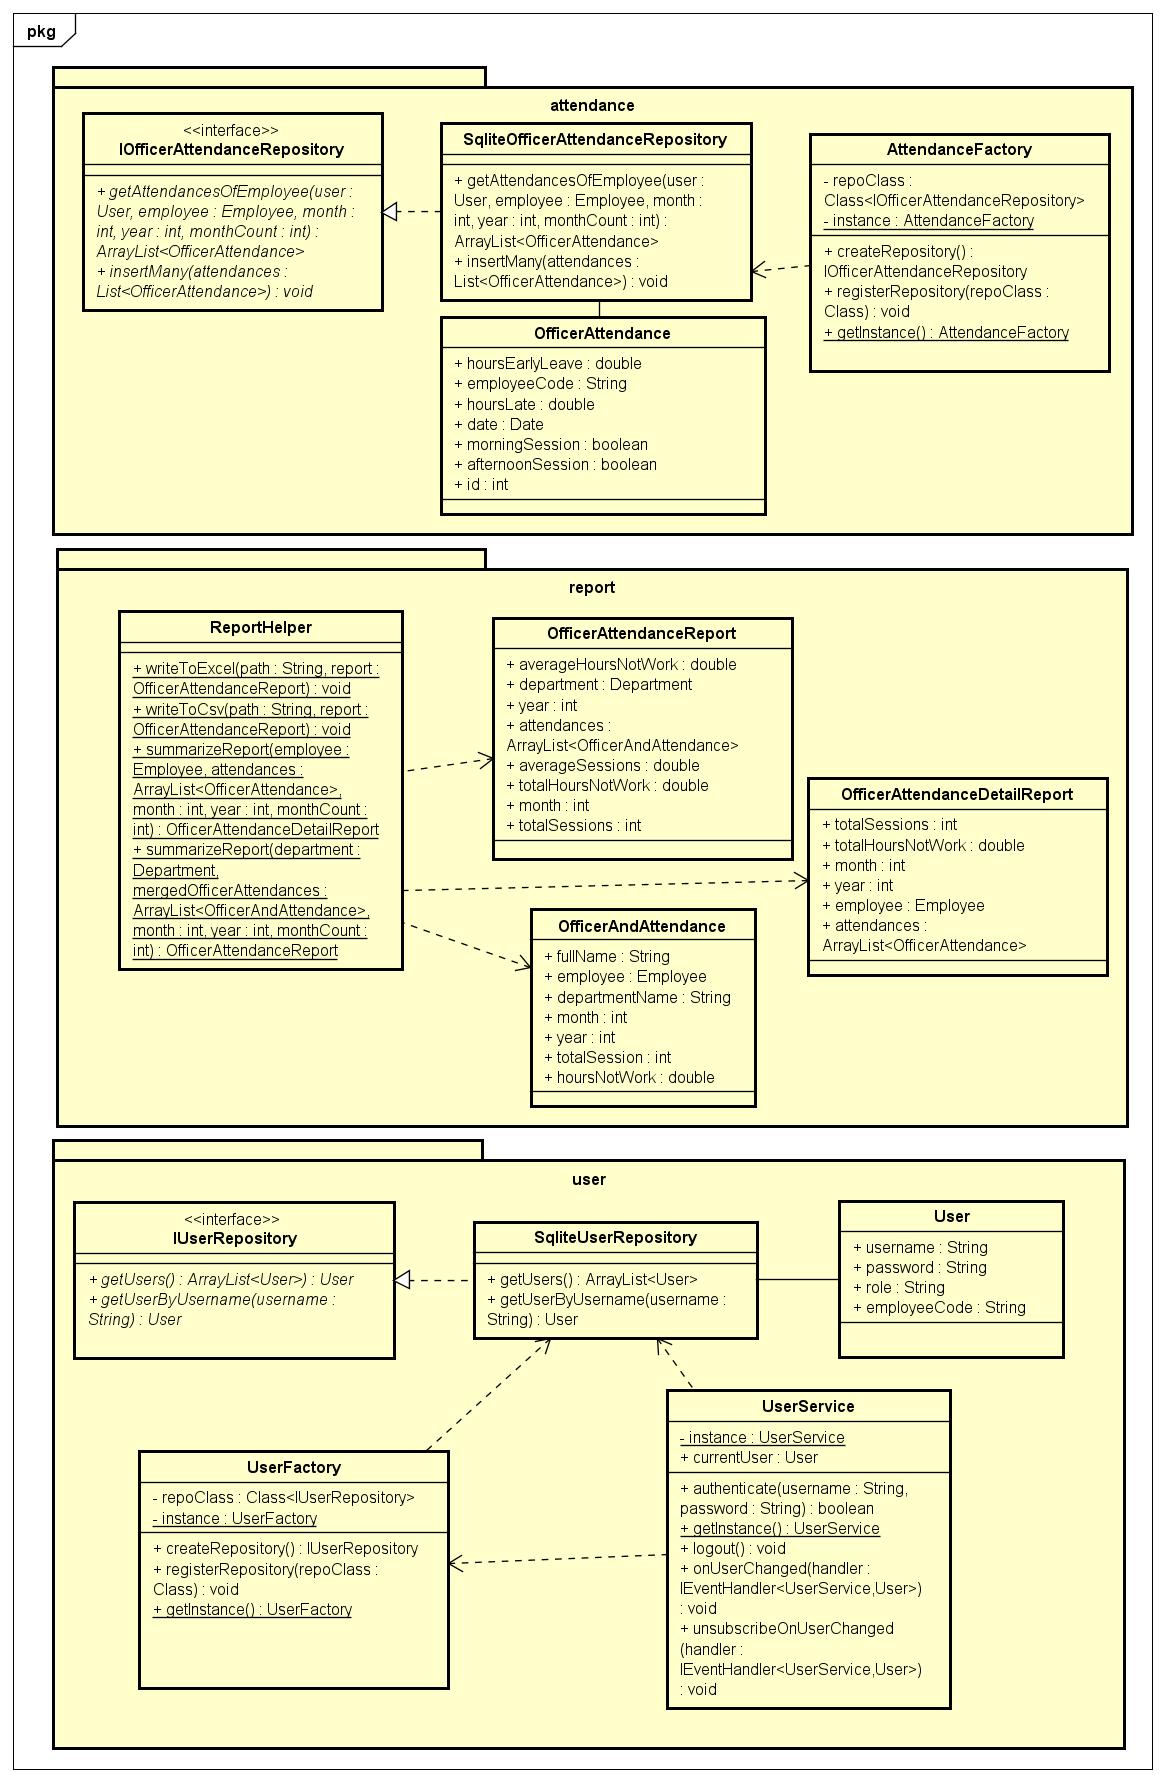 pkg
attendance
<<interface>>
IOfficerAttendanceRepository
+ getAttendancesOfEmployee(user :
User, employee : Employee, month :
int, year : int, monthCount : int) :
ArrayList<OfficerAttendance>
+ insertMany(attendances :
List<OfficerAttendance>) : void
SqliteOfficerAttendanceRepository
+ getAttendancesOfEmployee(user :
User, employee : Employee, month :
int, year : int, monthCount : int) :
ArrayList<OfficerAttendance>
+ insertMany(attendances :
List<OfficerAttendance>) : void
AttendanceFactory
- repoClass :
Class<IOfficerAttendanceRepository>
- instance : AttendanceFactory
+ createRepository() :
IOfficerAttendanceRepository
+ registerRepository(repoClass :
Class) : void
+ getInstance() : AttendanceFactory
OfficerAttendance
+ hoursEarlyLeave : double
+ employeeCode : String
+ hoursLate : double
+ date : Date
+ morningSession : boolean
+ afternoonSession : boolean
+ id : int
report
ReportHelper
+ writeToExcel(path : String, report :
OfficerAttendanceReport) : void
+ writeToCsv(path : String, report :
OfficerAttendanceReport) : void
+ summarizeReport(employee :
Employee, attendances :
ArrayList<OfficerAttendance>,
month : int, year : int, monthCount :
int) : OfficerAttendanceDetailReport
+ summarizeReport(department :
Department,
mergedOfficerAttendances :
ArrayList<OfficerAndAttendance>,
month : int, year : int, monthCount :
int) : OfficerAttendanceReport
OfficerAttendanceReport
+ averageHoursNotWork : double
+ department : Department
+ year : int
+ attendances :
ArrayList<OfficerAndAttendance>
+ averageSessions : double
+ totalHoursNotWork : double
+ month : int
+ totalSessions : int
OfficerAttendanceDetailReport
+ totalSessions : int
+ totalHoursNotWork : double
+ month : int
+ year : int
+ employee : Employee
+ attendances :
ArrayList<OfficerAttendance>
OfficerAndAttendance
+ fullName : String
+ employee : Employee
+ departmentName : String
+ month : int
+ year : int
+ totalSession : int
+ hoursNotWork : double
user
<<interface>>
IUserRepository
+ getUsers() : ArrayList<User>) : User
+ getUserByUsername(username :
String) : User
SqliteUserRepository
+ getUsers() : ArrayList<User>
+ getUserByUsername(username :
String) : User
User
+ username : String
+ password : String
+ role : String
+ employeeCode : String
UserFactory
- repoClass : Class<IUserRepository>
- instance : UserFactory
+ createRepository() : IUserRepository
+ registerRepository(repoClass :
Class) : void
+ getInstance() : UserFactory
UserService
- instance : UserService
+ currentUser : User
+ authenticate(username : String,
password : String) : boolean
+ getInstance() : UserService
+ logout() : void
+ onUserChanged(handler :
IEventHandler<UserService,User>)
: void
+ unsubscribeOnUserChanged
(handler :
IEventHandler<UserService,User>)
: void